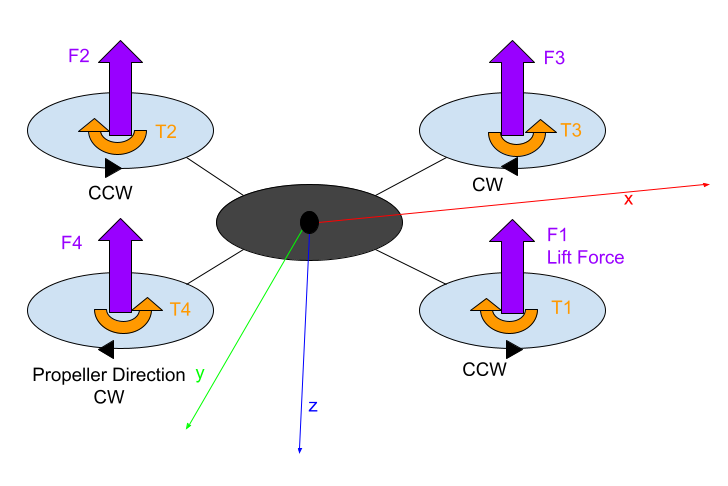 F2
F3
T2
T3
CCW
CW
x
F4
F1
Lift Force
T4
T1
CCW
Propeller Direction
CW
y
z